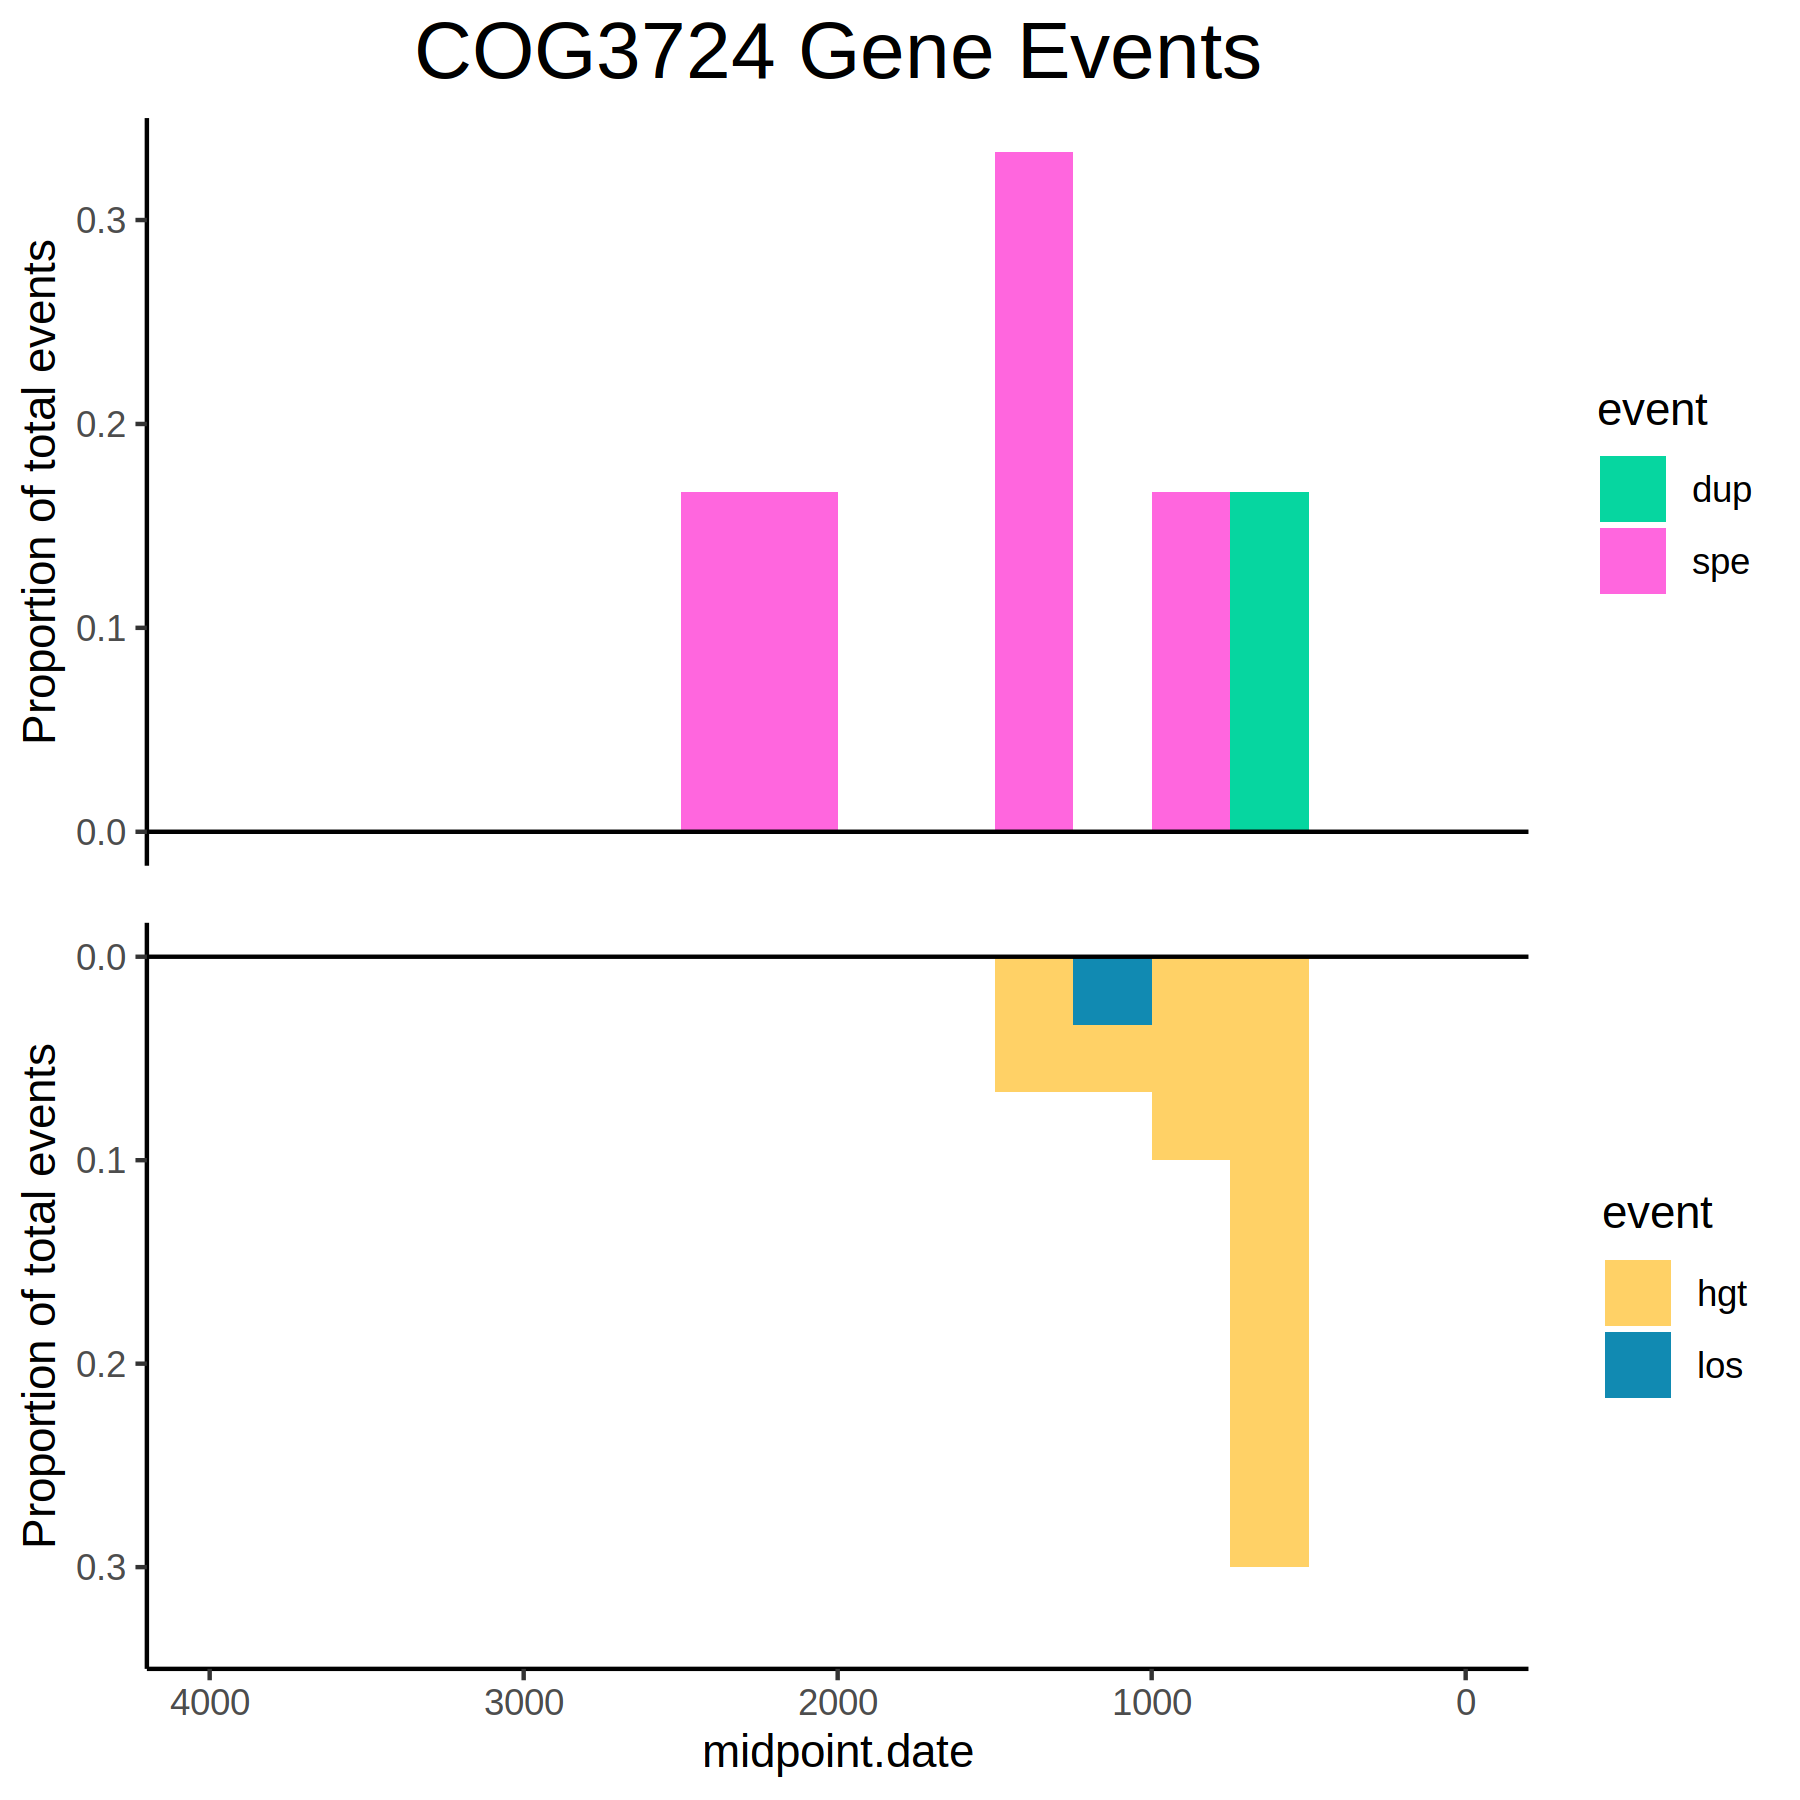 COG3724 Gene Events
Proportion of total events
0.3
0.2
0.1
0.0
event
dup
spe
Proportion of total events
0.0
0.1
0.2
0.3
event
hgt
los
4000 3000 2000 1000 0
midpoint.date